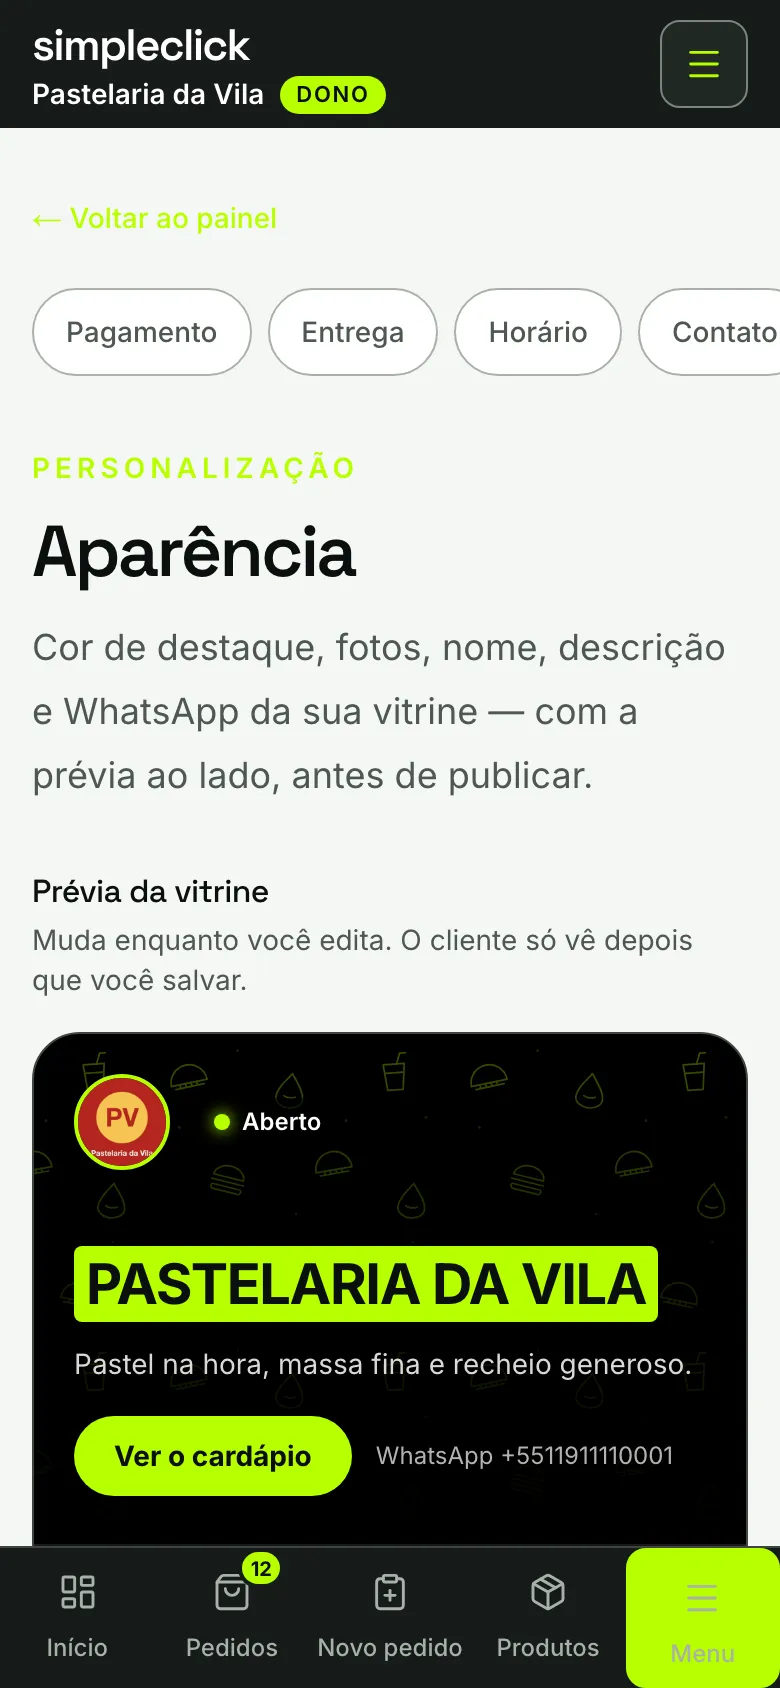 simpleclick
Pastelaria da Vila DONO
← Voltar ao painel
Pagamento Entrega Horário Contato
PERSONALIZAÇÃO
Aparência
Cor de destaque, fotos, nome, descrição
e WhatsApp da sua vitrine — com a
prévia ao lado, antes de publicar.
Prévia da vitrine
Muda enquanto você edita. O cliente só vê depois
que você salvar.
PV
Pastelaria da Vila
Aberto
PASTELARIA DA VILA
Pastel na hora, massa fina e recheio generoso.
Ver o cardápio WhatsApp +5511911110001
12
Início Pedidos Novo pedido Produtos Menu